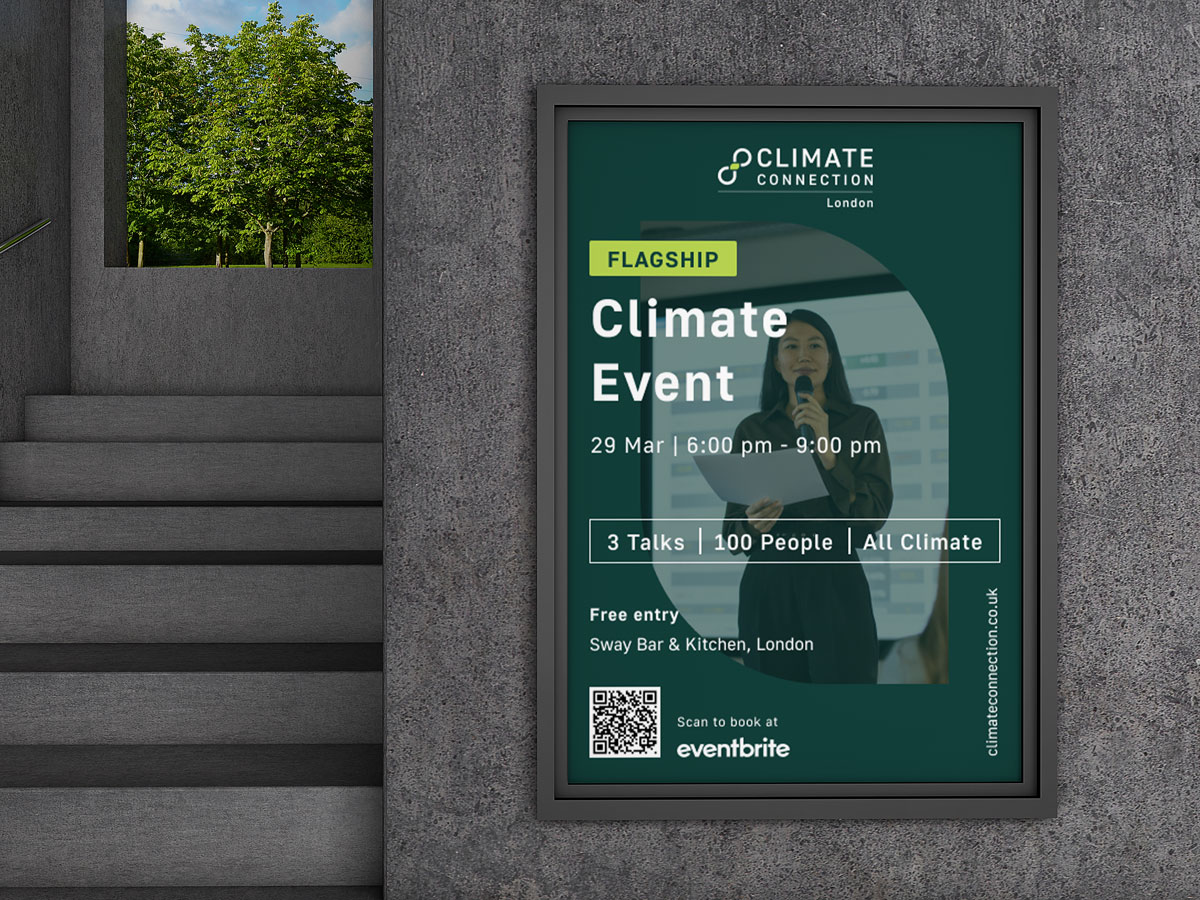 CLIMATE
CONNECTION
London
FLAGSHIP
Climate
Event
29 Mar | 6:00 pm - 9:00 pm
3 Talks | 100 People | All Climate
Free entry
Sway Bar & Kitchen, London
Scan to book at
eventbrite
climateconnection.co.uk